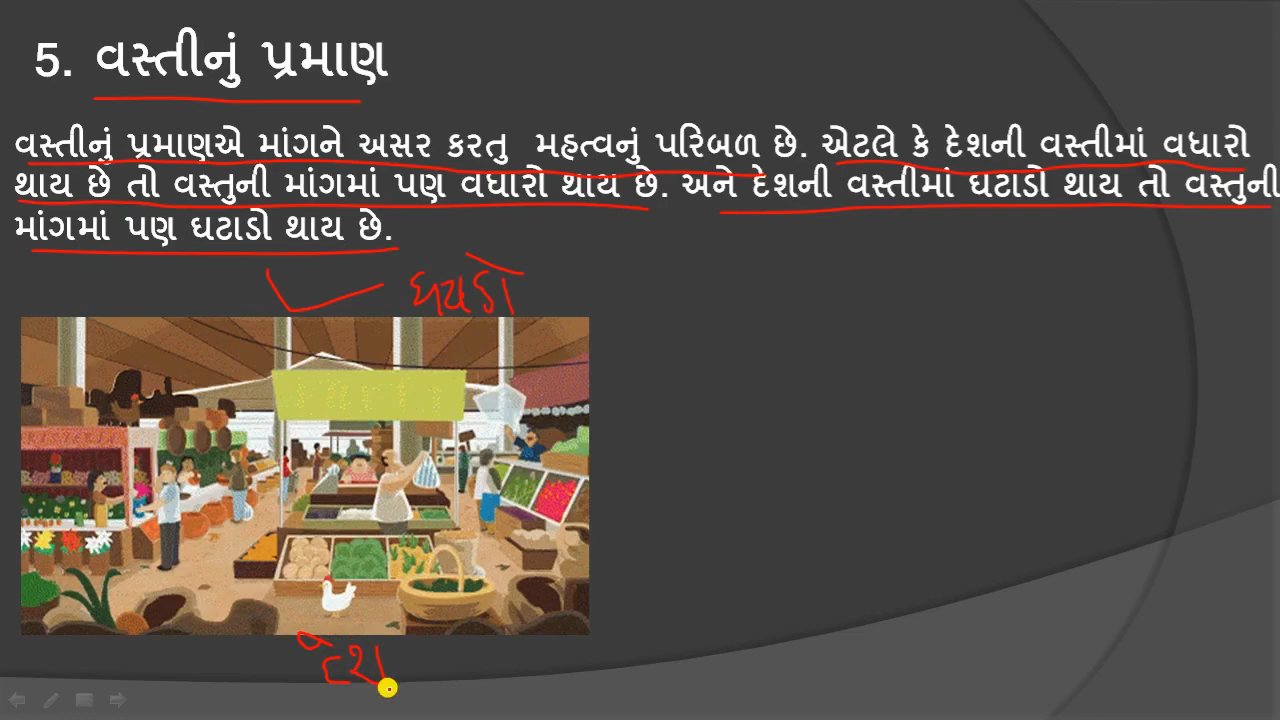 5. વસ્તીનું પ્રમાણ
વસ્તીનું પ્રમાણએ માંગને અસર કરતુ મહત્વનું પરિબળ છે. એટલે કે દેશની વસ્તીમાં વધારો
થાય છે તો વસ્તુની માંગમાં પણ વધારો થાય છે. અને દેશની વસ્તીમાં ઘટાડો થાય તો વસ્તુની
માંગમાં પણ ઘટાડો થાય છે.